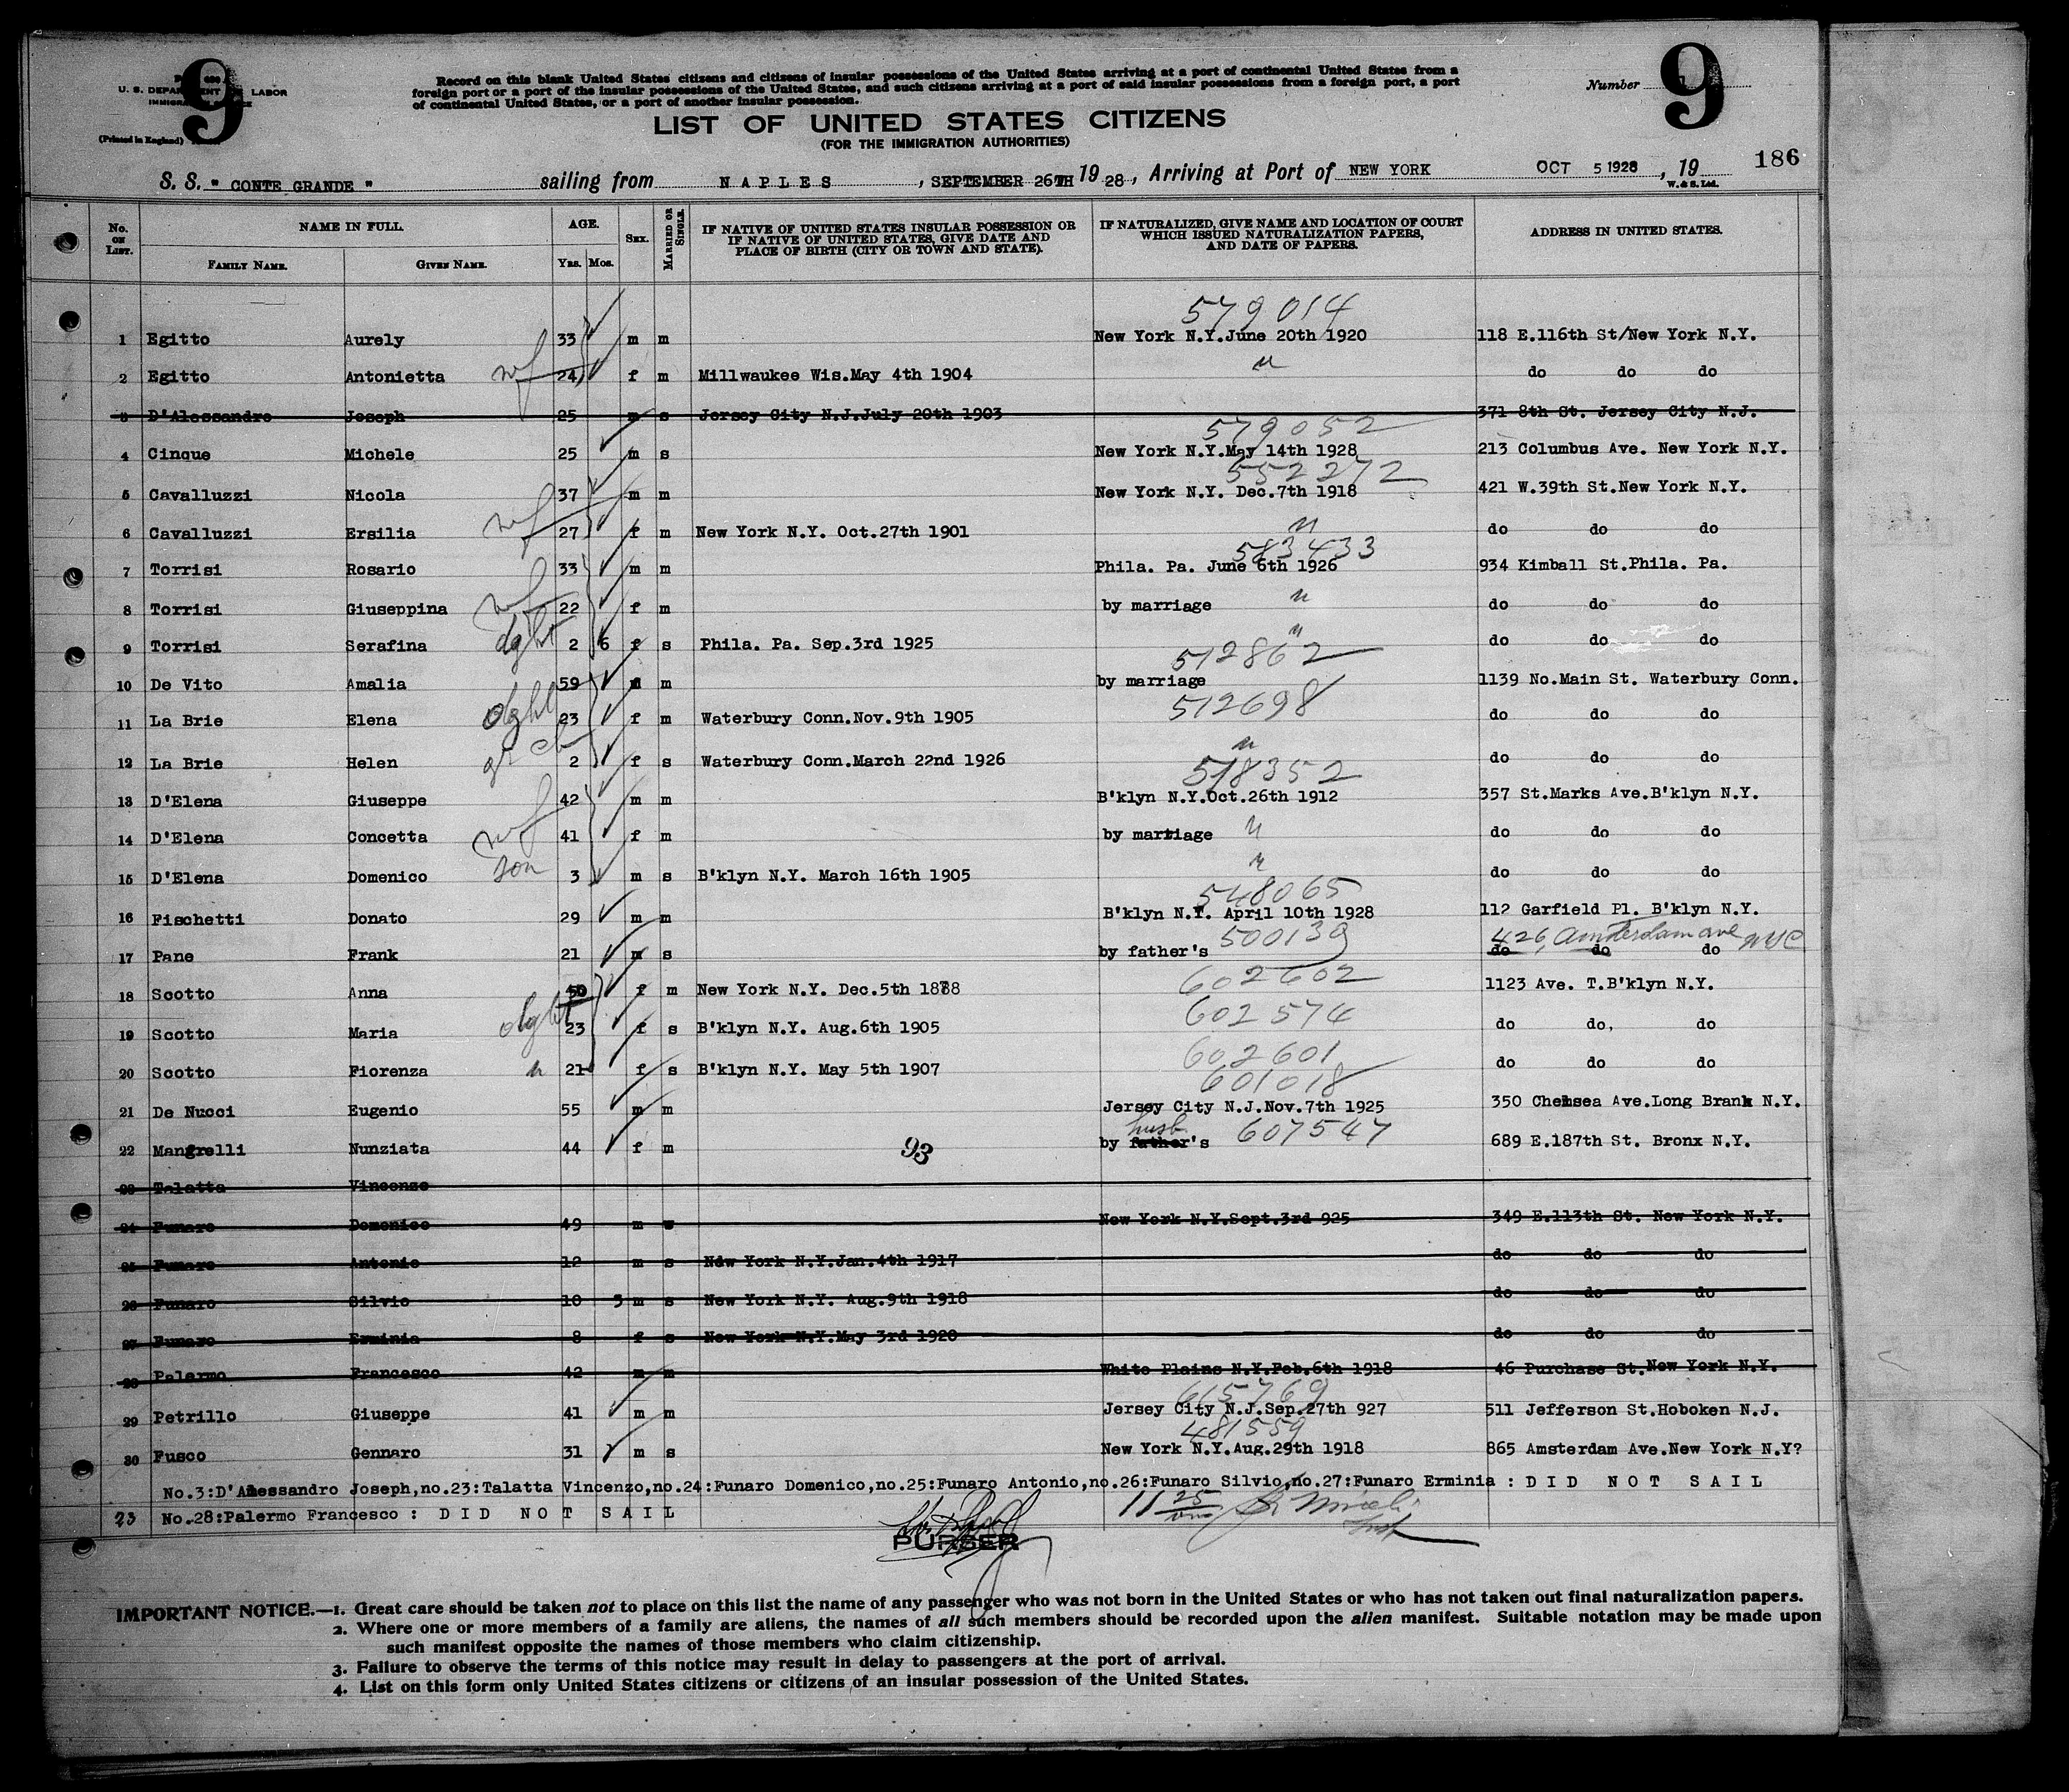 9
U. S. DEPARTMENT LABOR
(Printed in England)
Record on this blank United States citizens and citizens of insular possessions of the United States arriving at a port of continental United States from a
foreign port or a port of the insular possessions of the United States, and such citizens arriving at a port of said insular possessions from a foreign port, a port
of continental United States, or a port of another insular possession.
Number 9
LIST OF UNITED STATES CITIZENS
(FOR THE IMMIGRATION AUTHORITIES)
186
S. S. " CONTE GRANDE " sailing from NAPLES , SEPTEMBER 26TH 19 28 , Arriving at Port of NEW YORK OCT 5 1928 , 19
W. & S. Ltd.
No. ON LIST. NAME IN FULL. AGE. SEX. MARRIED OR SINGLE. IF NATIVE OF UNITED STATES INSULAR POSSESSION OR IF NATIVE OF UNITED STATES, GIVE DATE AND PLACE OF BIRTH (CITY OR TOWN AND STATE). IF NATURALIZED, GIVE NAME AND LOCATION OF COURT WHICH ISSUED NATURALIZATION PAPERS, AND DATE OF PAPERS. ADDRESS IN UNITED STATES.
FAMILY NAME. GIVEN NAME. YRS. MOS.
579014
1 Egitto Aurely 33 m m New York N.Y.June 20th 1920 118 E.116th St/New York N.Y.
2 Egitto Antonietta wf 24 f m Millwaukee Wis.May 4th 1904 " do do do
3 D'Alessandro Joseph 25 m s Jersey City N.J.July 20th 1903 371 8th St. Jersey City N.J.
579052
4 Cinque Michele 25 m s New York N.Y.May 14th 1928 213 Columbus Ave. New York N.Y.
552272
5 Cavalluzzi Nicola 37 m m New York N.Y. Dec.7th 1918 421 W.39th St.New York N.Y.
6 Cavalluzzi Ersilia wf 27 f m New York N.Y. Oct.27th 1901 " do do do
583433
7 Torrisi Rosario 33 m m Phila. Pa. June 6th 1926 934 Kimball St.Phila. Pa.
8 Torrisi Giuseppina wf 22 f m by marriage " do do do
9 Torrisi Serafina dght 2 6 f s Phila. Pa. Sep.3rd 1925 " do do do
512862
10 De Vito Amalia 59 m by marriage 1139 No.Main St. Waterbury Conn.
11 La Brie Elena dght 23 f m Waterbury Conn.Nov.9th 1905 512698 do do do
12 La Brie Helen gr ch 2 f s Waterbury Conn.March 22nd 1926 " do do do
518352
13 D'Elena Giuseppe 42 m m B'klyn N.Y.Oct.26th 1912 357 St.Marks Ave.B'klyn N.Y.
14 D'Elena Concetta wf 41 f m by marriage " do do do
15 D'Elena Domenico son 3 m s B'klyn N.Y. March 16th 1905 " do do do
548065
16 Fischetti Donato 29 m m B'klyn N.Y. April 10th 1928 112 Garfield Pl. B'klyn N.Y.
426, Amsterdam ave NYC
17 Pane Frank 21 m s by father's 500139 do do do
18 Scotto Anna 50 f m New York N.Y. Dec.5th 1878 602602 1123 Ave. T.B'klyn N.Y.
19 Scotto Maria dght 23 f s B'klyn N.Y. Aug.6th 1905 602574 do do, do
20 Scotto Fiorenza " 21 f s B'klyn N.Y. May 5th 1907 602601 do do do
601018
21 De Nucci Eugenio 55 m m Jersey City N.J.Nov.7th 1925 350 Chelsea Ave.Long Brank N.Y.
husb
22 Mangrelli Nunziata 44 f m 93 by father's 607547 689 E.187th St. Bronx N.Y.
23 Talatta Vincenzo
24 Funaro Domenico 49 m w New York N.Y.Sept.3rd 925 349 E.113th St. New York N.Y.
25 Funaro Antonio 12 m s New York N.Y.Jan.4th 1917 do do do
26 Funaro Silvio 10 3 m s New York N.Y. Aug.9th 1918 do do do
27 Funaro Erminia 8 f s New York N.Y.May 3rd 1920 do do do
28 Palermo Francesco 42 m m White Plains N.Y.Feb.6th 1918 46 Purchase St.New York N.Y.
615769
29 Petrillo Giuseppe 41 m m Jersey City N.J.Sep.27th 927 511 Jefferson St.Hoboken N.J.
481559
30 Fusco Gennaro 31 m s New York N.Y.Aug.29th 1918 865 Amsterdam Ave.New York N.Y?
No.3:D'Alessandro Joseph,no.23:Talatta Vincenzo,no.24:Funaro Domenico,no.25:Funaro Antonio,no.26:Funaro Silvio,no.27:Funaro Erminia : DID NOT SAIL
23 No.28:Palermo Francesco : DID NOT SAIL
11 25
PURSER
IMPORTANT NOTICE.—1. Great care should be taken not to place on this list the name of any passenger who was not born in the United States or who has not taken out final naturalization papers.
2. Where one or more members of a family are aliens, the names of all such members should be recorded upon the alien manifest. Suitable notation may be made upon
such manifest opposite the names of those members who claim citizenship.
3. Failure to observe the terms of this notice may result in delay to passengers at the port of arrival.
4. List on this form only United States citizens or citizens of an insular possession of the United States.